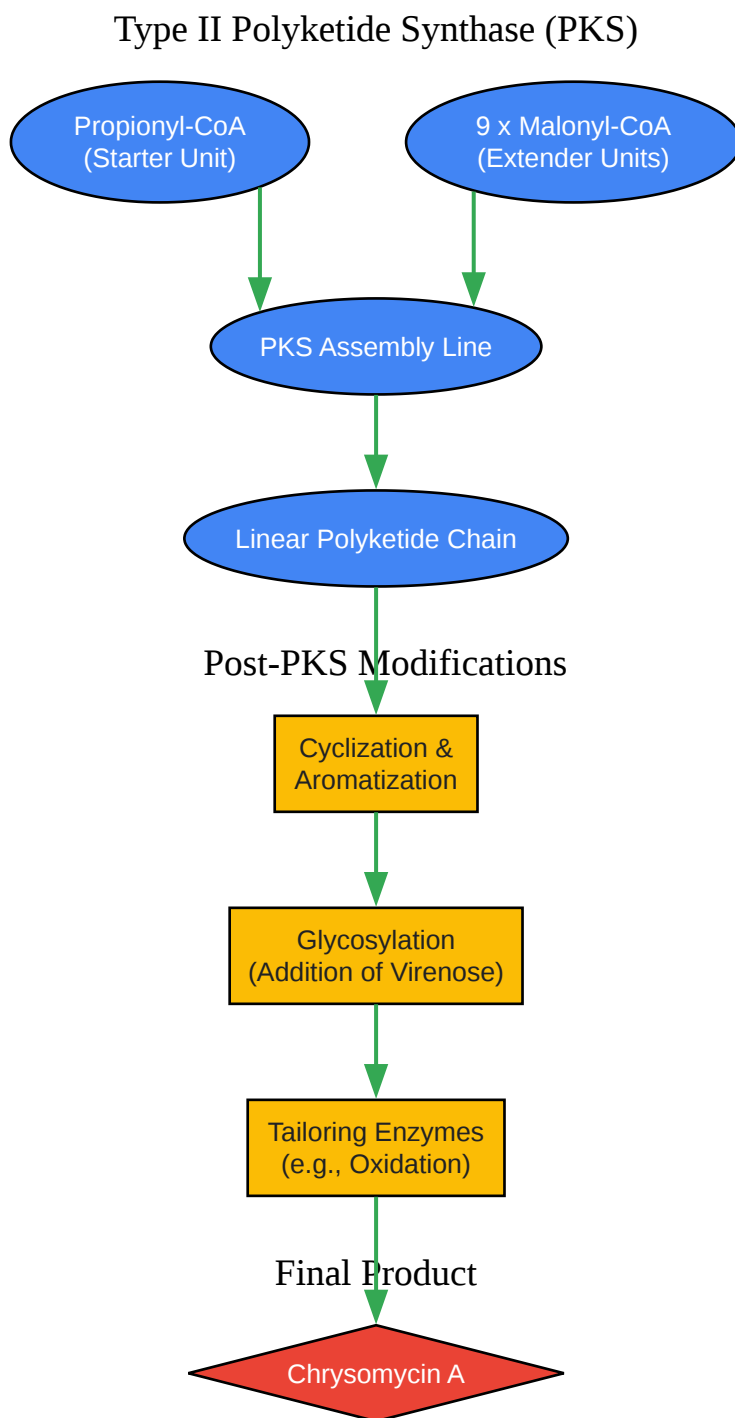 Type II Polyketide Synthase (PKS)
Propionyl-CoA
(Starter Unit)
9 x Malonyl-CoA
(Extender Units)
PKS Assembly Line
Linear Polyketide Chain
Post-PKS Modifications
Cyclization &
Aromatization
Glycosylation
(Addition of Virenose)
Tailoring Enzymes
(e.g., Oxidation)
Final Product
Chrysomycin A